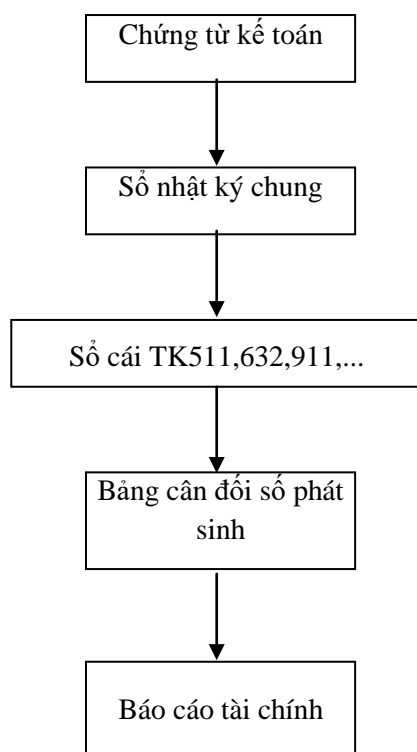 Chứng từ kế toán
Sổ nhật ký chung
Sổ cái TK511,632,911,...
Bảng cân đối số phát
sinh
Báo cáo tài chính